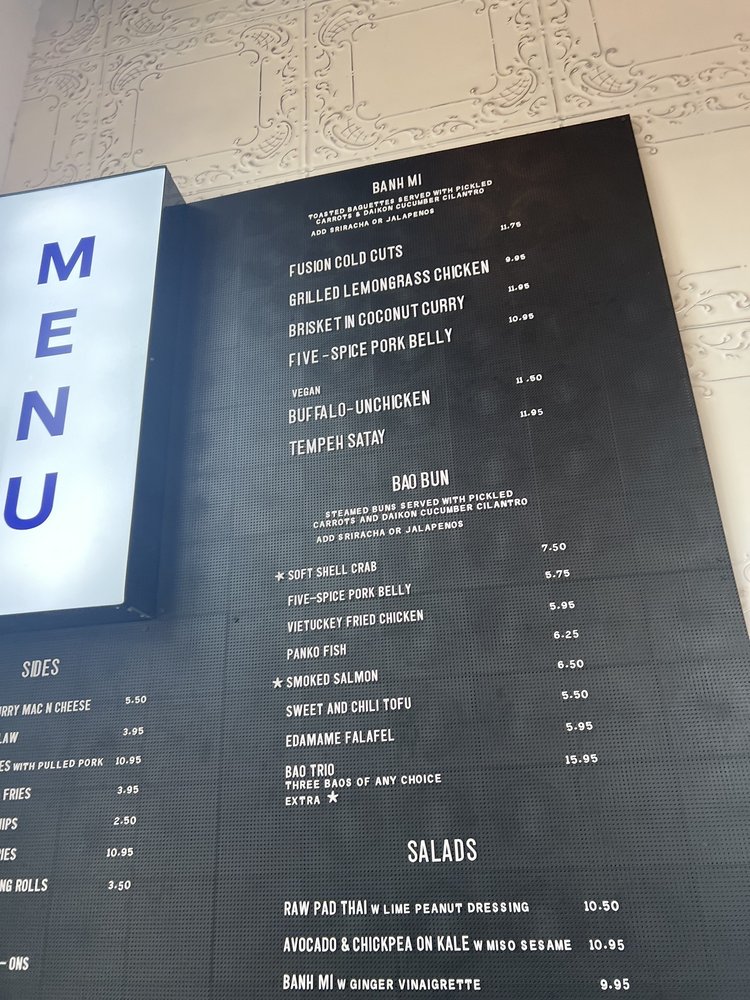 MENU
BANH MI
TOASTED BAGUETTES SERVED WITH PICKLED
CARROTS & DAIKON CUCUMBER CILANTRO
ADD SRIRACHA OR JALAPENOS
FUSION COLD CUTS 11.75
GRILLED LEMONGRASS CHICKEN 9.95
BRISKET IN COCONUT CURRY 11.95
FIVE-SPICE PORK BELLY 10.95
VEGAN
BUFFALO-UNCHICKEN 11.50
TEMPEH SATAY 11.95
BAO BUN
STEAMED BUNS SERVED WITH PICKLED
CARROTS AND DAIKON CUCUMBER CILANTRO
ADD SRIRACHA OR JALAPENOS
★ SOFT SHELL CRAB 7.50
FIVE-SPICE PORK BELLY 5.75
VIETUCKEY FRIED CHICKEN 5.95
PANKO FISH 6.25
★ SMOKED SALMON 6.50
SWEET AND CHILI TOFU 5.50
EDAMAME FALAFEL 5.95
BAO TRIO 15.95
THREE BAOS OF ANY CHOICE
EXTRA ★
SALADS
RAW PAD THAI W LIME PEANUT DRESSING 10.50
AVOCADO & CHICKPEA ON KALE W MISO SESAME 10.95
BANH MI W GINGER VINAIGRETTE 9.95
SIDES
MAC N CHEESE 5.50
3.95
WITH PULLED PORK 10.95
FRIES 3.95
2.50
10.95
ROLLS 3.50
- ONS